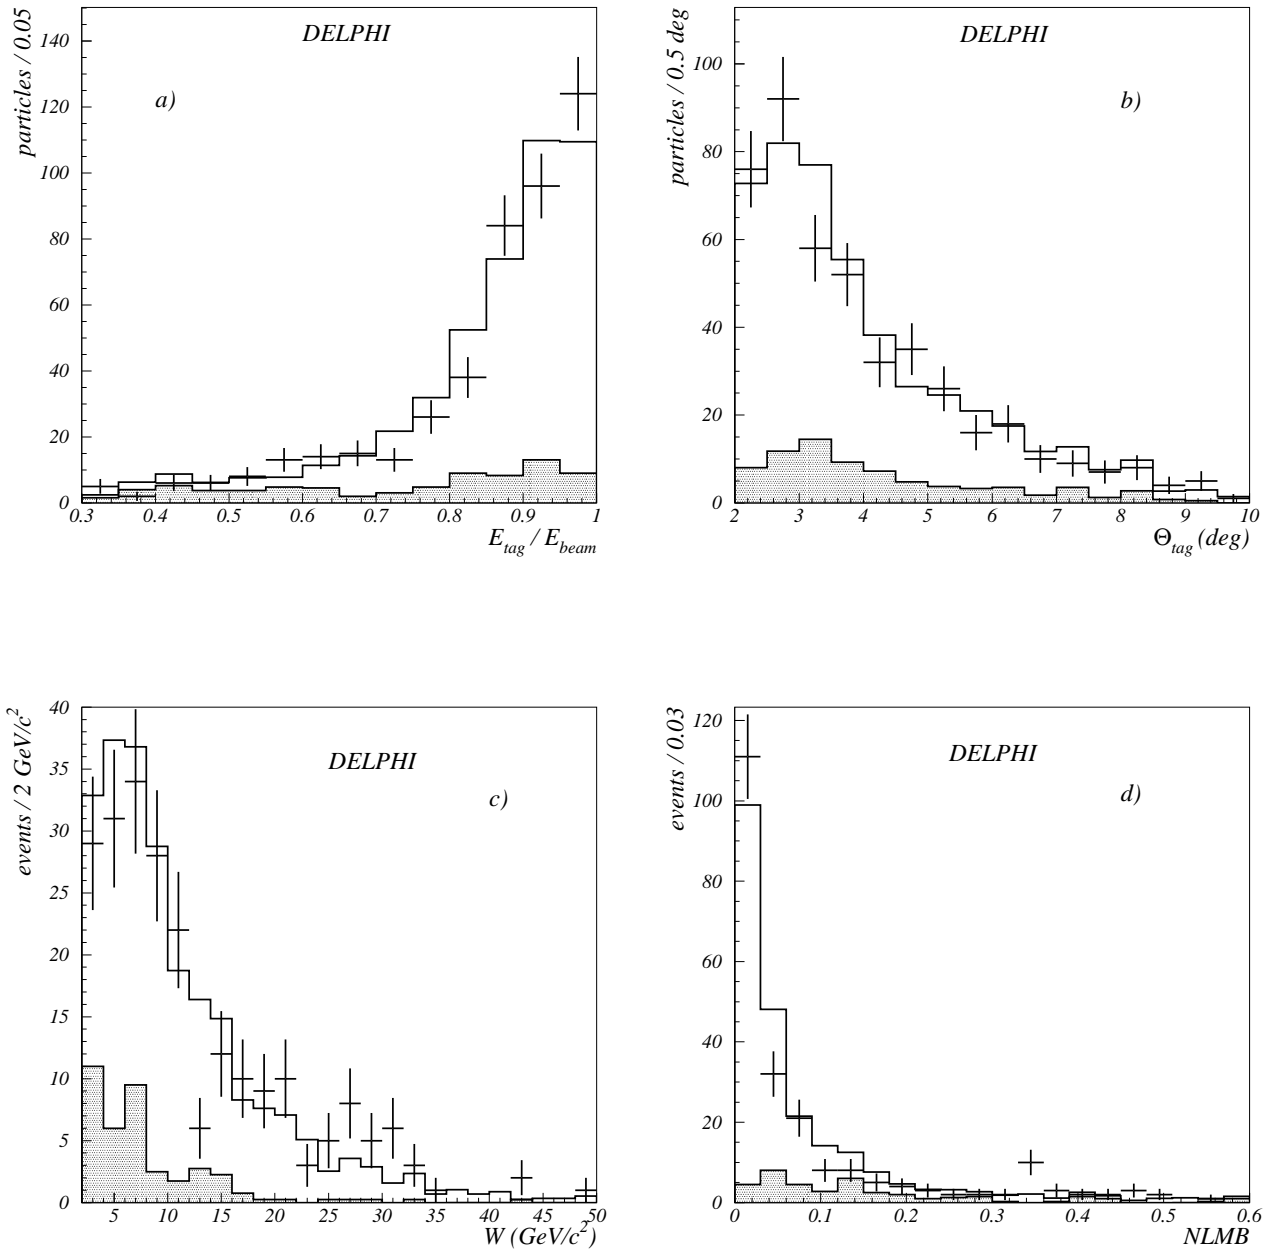 DELPHI
a)
particles / 0.05
140
120
100
80
60
40
20
0
0.3 0.4 0.5 0.6 0.7 0.8 0.9 1
E_tag / E_beam
DELPHI
b)
particles / 0.5 deg
100
80
60
40
20
0
2 3 4 5 6 7 8 9 10
Θ_tag (deg)
DELPHI
c)
events / 2 GeV/c²
40
35
30
25
20
15
10
5
0
5 10 15 20 25 30 35 40 45 50
W (GeV/c²)
DELPHI
d)
events / 0.03
120
100
80
60
40
20
0
0 0.1 0.2 0.3 0.4 0.5 0.6
NLMB